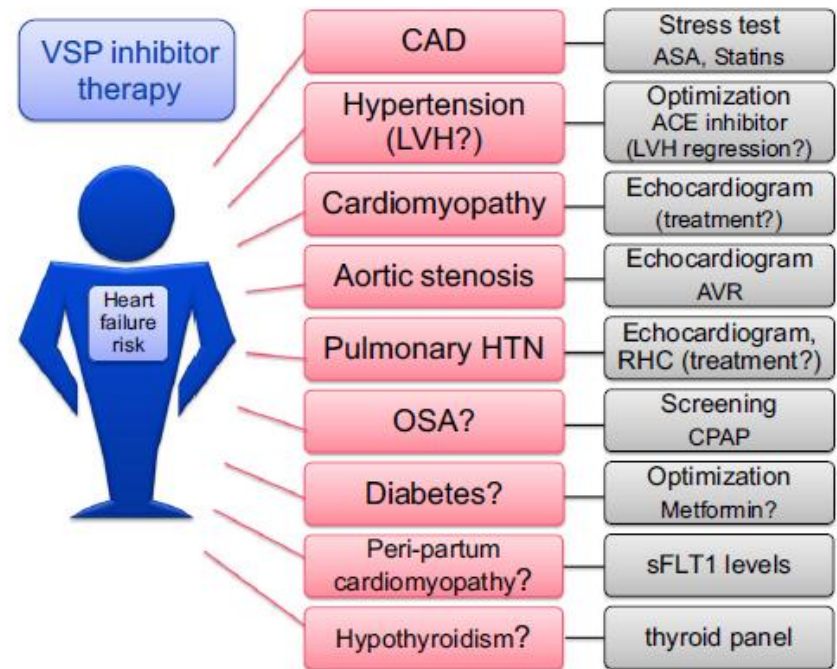 VSP inhibitor
therapy
Heart
failure
risk
CAD
Stress test
ASA, Statins
Hypertension
(LVH?)
Optimization
ACE inhibitor
(LVH regression?)
Cardiomyopathy
Echocardiogram
(treatment?)
Aortic stenosis
Echocardiogram
AVR
Pulmonary HTN
Echocardiogram,
RHC (treatment?)
OSA?
Screening
CPAP
Diabetes?
Optimization
Metformin?
Peri-partum
cardiomyopathy?
sFLT1 levels
Hypothyroidism?
thyroid panel